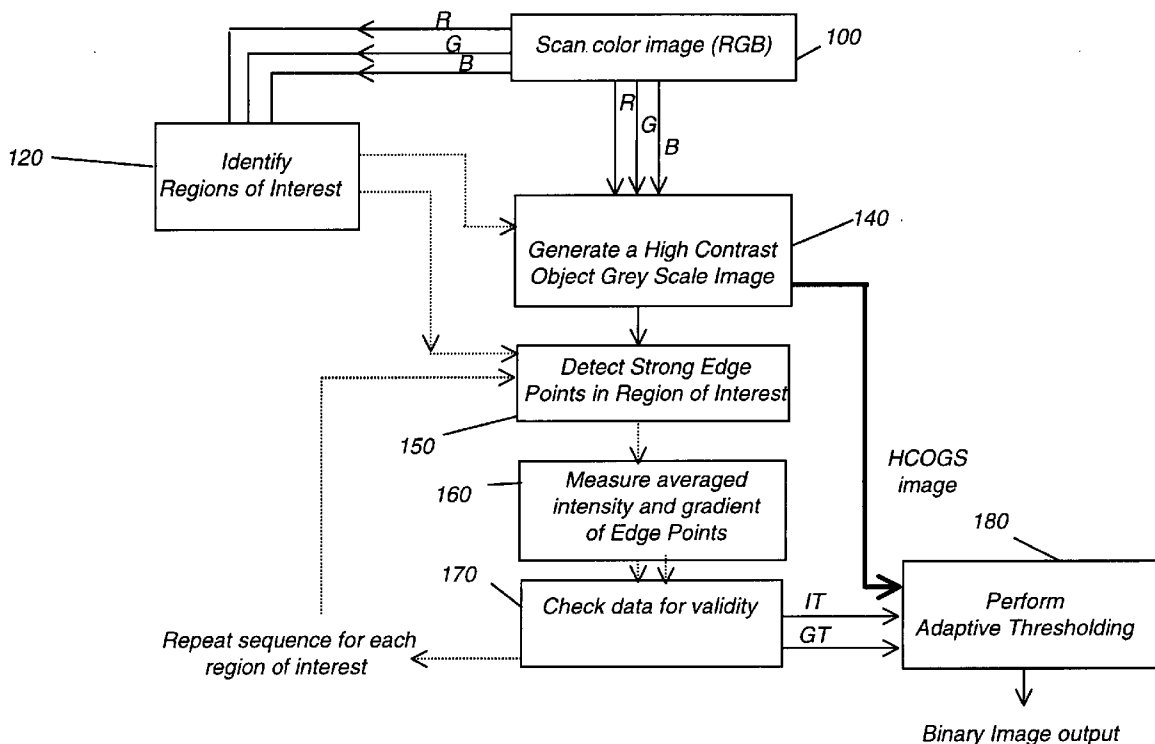 R
G
B
Scan color image (RGB)
100
R
G
B
120
Identify
Regions of Interest
140
Generate a High Contrast
Object Grey Scale Image
Detect Strong Edge
Points in Region of Interest
150
HCOGS
image
160
Measure averaged
intensity and gradient
of Edge Points
180
170
Check data for validity
IT
GT
Perform
Adaptive Thresholding
Repeat sequence for each
region of interest
Binary Image output